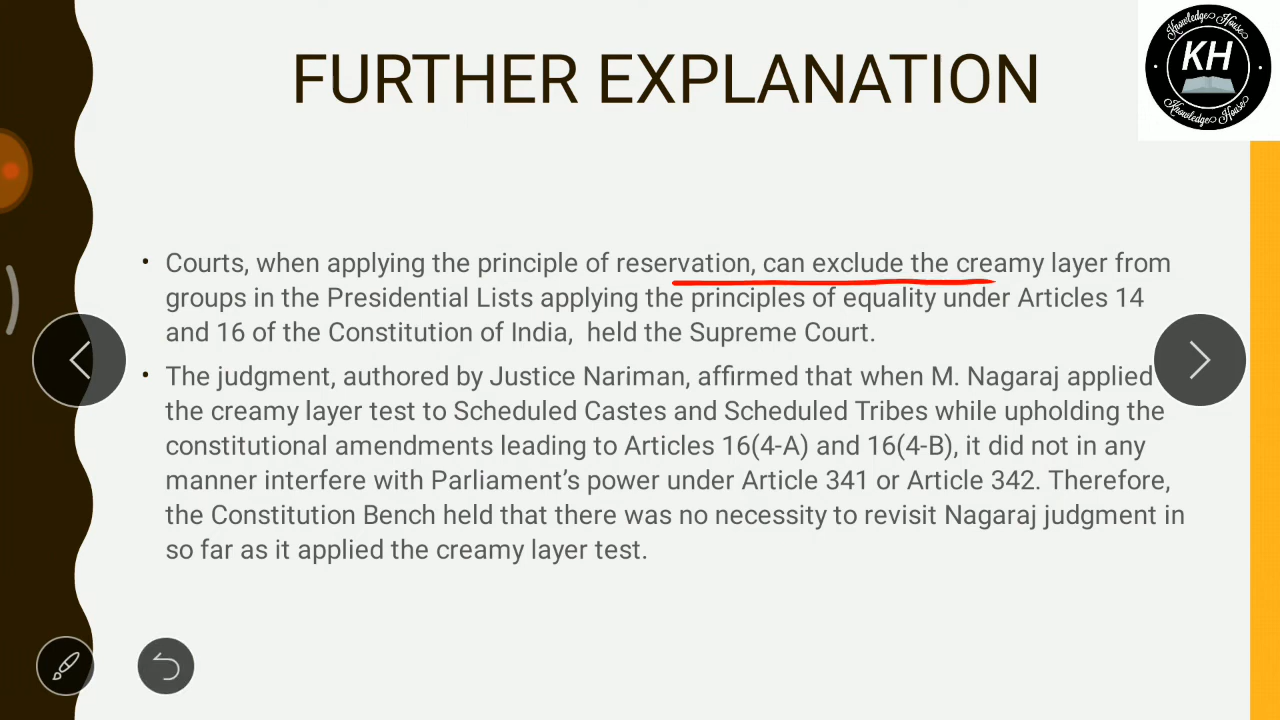 Knowledge House
KH
Knowledge House
FURTHER EXPLANATION
• Courts, when applying the principle of reservation, can exclude the creamy layer from
groups in the Presidential Lists applying the principles of equality under Articles 14
and 16 of the Constitution of India,  held the Supreme Court.
• The judgment, authored by Justice Nariman, affirmed that when M. Nagaraj applied
the creamy layer test to Scheduled Castes and Scheduled Tribes while upholding the
constitutional amendments leading to Articles 16(4-A) and 16(4-B), it did not in any
manner interfere with Parliament’s power under Article 341 or Article 342. Therefore,
the Constitution Bench held that there was no necessity to revisit Nagaraj judgment in
so far as it applied the creamy layer test.